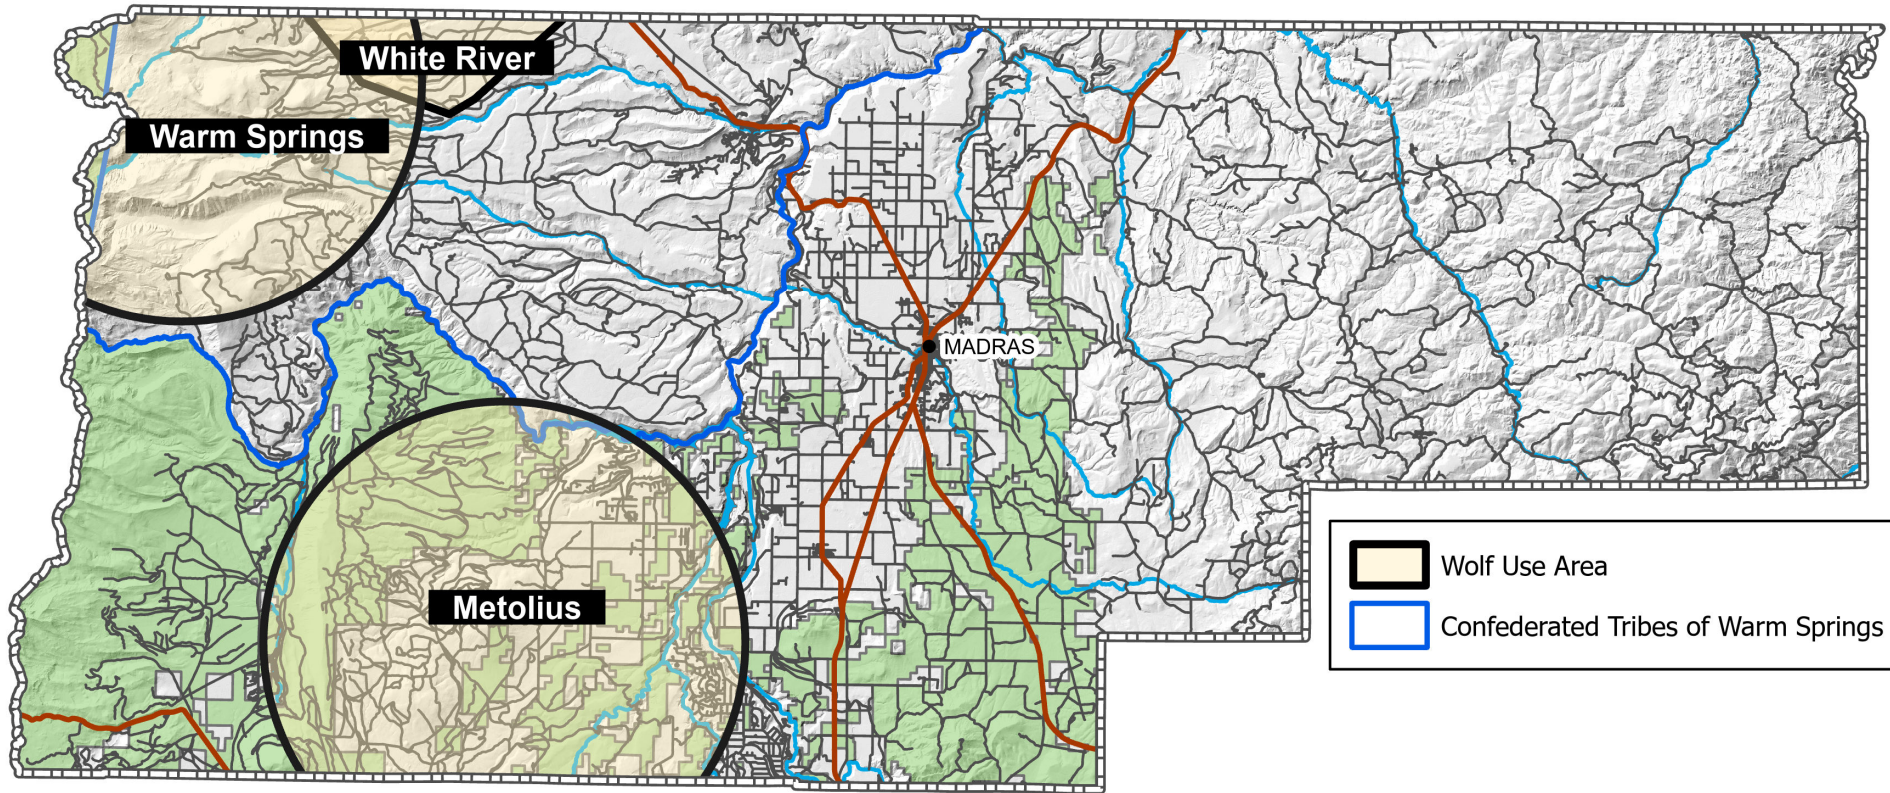 White River
Warm Springs
MADRAS
Metolius
Wolf Use Area
Confederated Tribes of Warm Springs